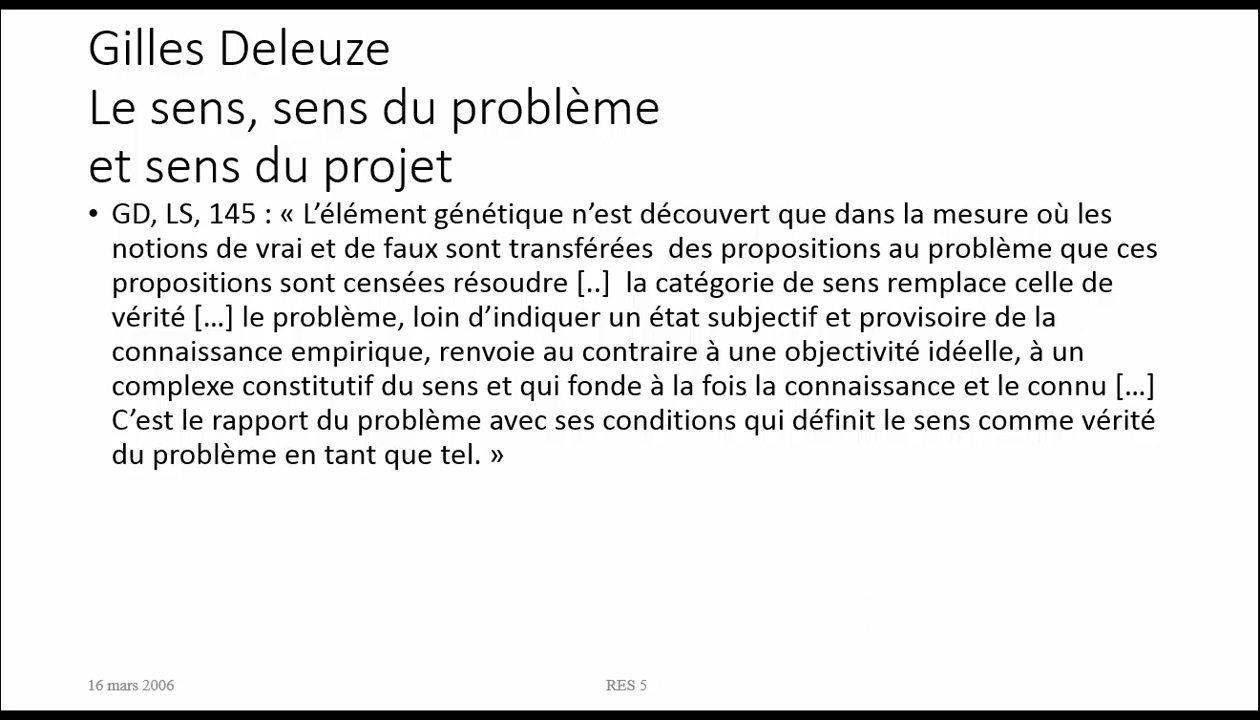 Gilles Deleuze
Le sens, sens du problème
et sens du projet
• GD, LS, 145 : « L’élément génétique n’est découvert que dans la mesure où les
notions de vrai et de faux sont transférées  des propositions au problème que ces
propositions sont censées résoudre [..]  la catégorie de sens remplace celle de
vérité […] le problème, loin d’indiquer un état subjectif et provisoire de la
connaissance empirique, renvoie au contraire à une objectivité idéelle, à un
complexe constitutif du sens et qui fonde à la fois la connaissance et le connu […]
C’est le rapport du problème avec ses conditions qui définit le sens comme vérité
du problème en tant que tel. »
16 mars 2006
RES 5